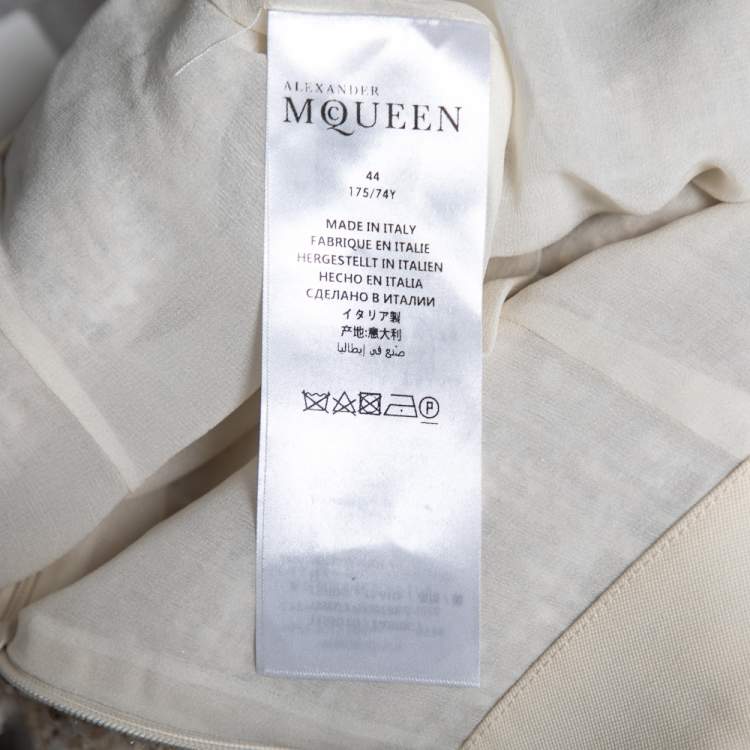 ALEXANDER
MCQUEEN
44
175/74Y
MADE IN ITALY
FABRIQUE EN ITALIE
HERGESTELLT IN ITALIEN
HECHO EN ITALIA
СДЕЛАНО В ИТАЛИИ
イタリア製
产地:意大利
صنع في إيطاليا
P